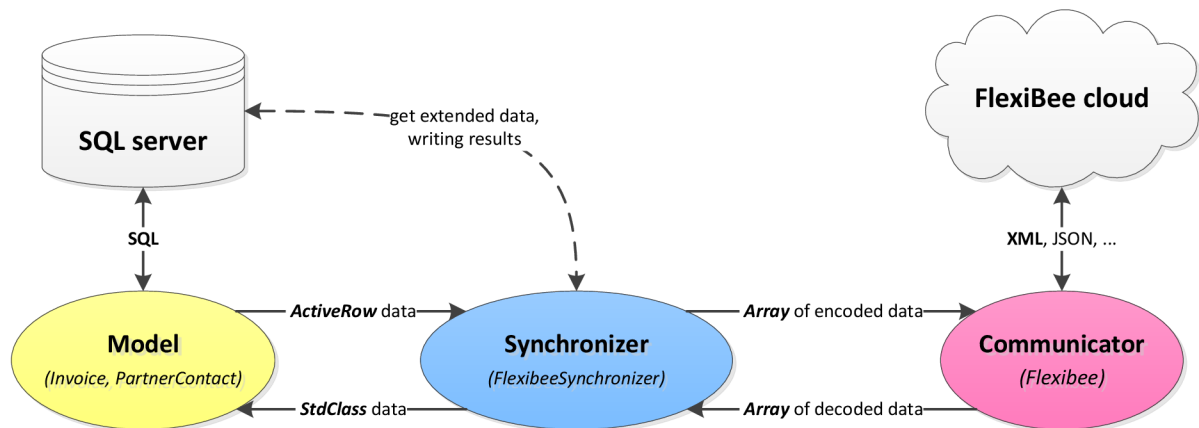 SQL server
get extended data,
writing results
FlexiBee cloud
SQL
XML, JSON, ...
Model
(Invoice, PartnerContact)
ActiveRow data
Synchronizer
(FlexibeeSynchronizer)
Array of encoded data
Communicator
(Flexibee)
StdClass data
Array of decoded data